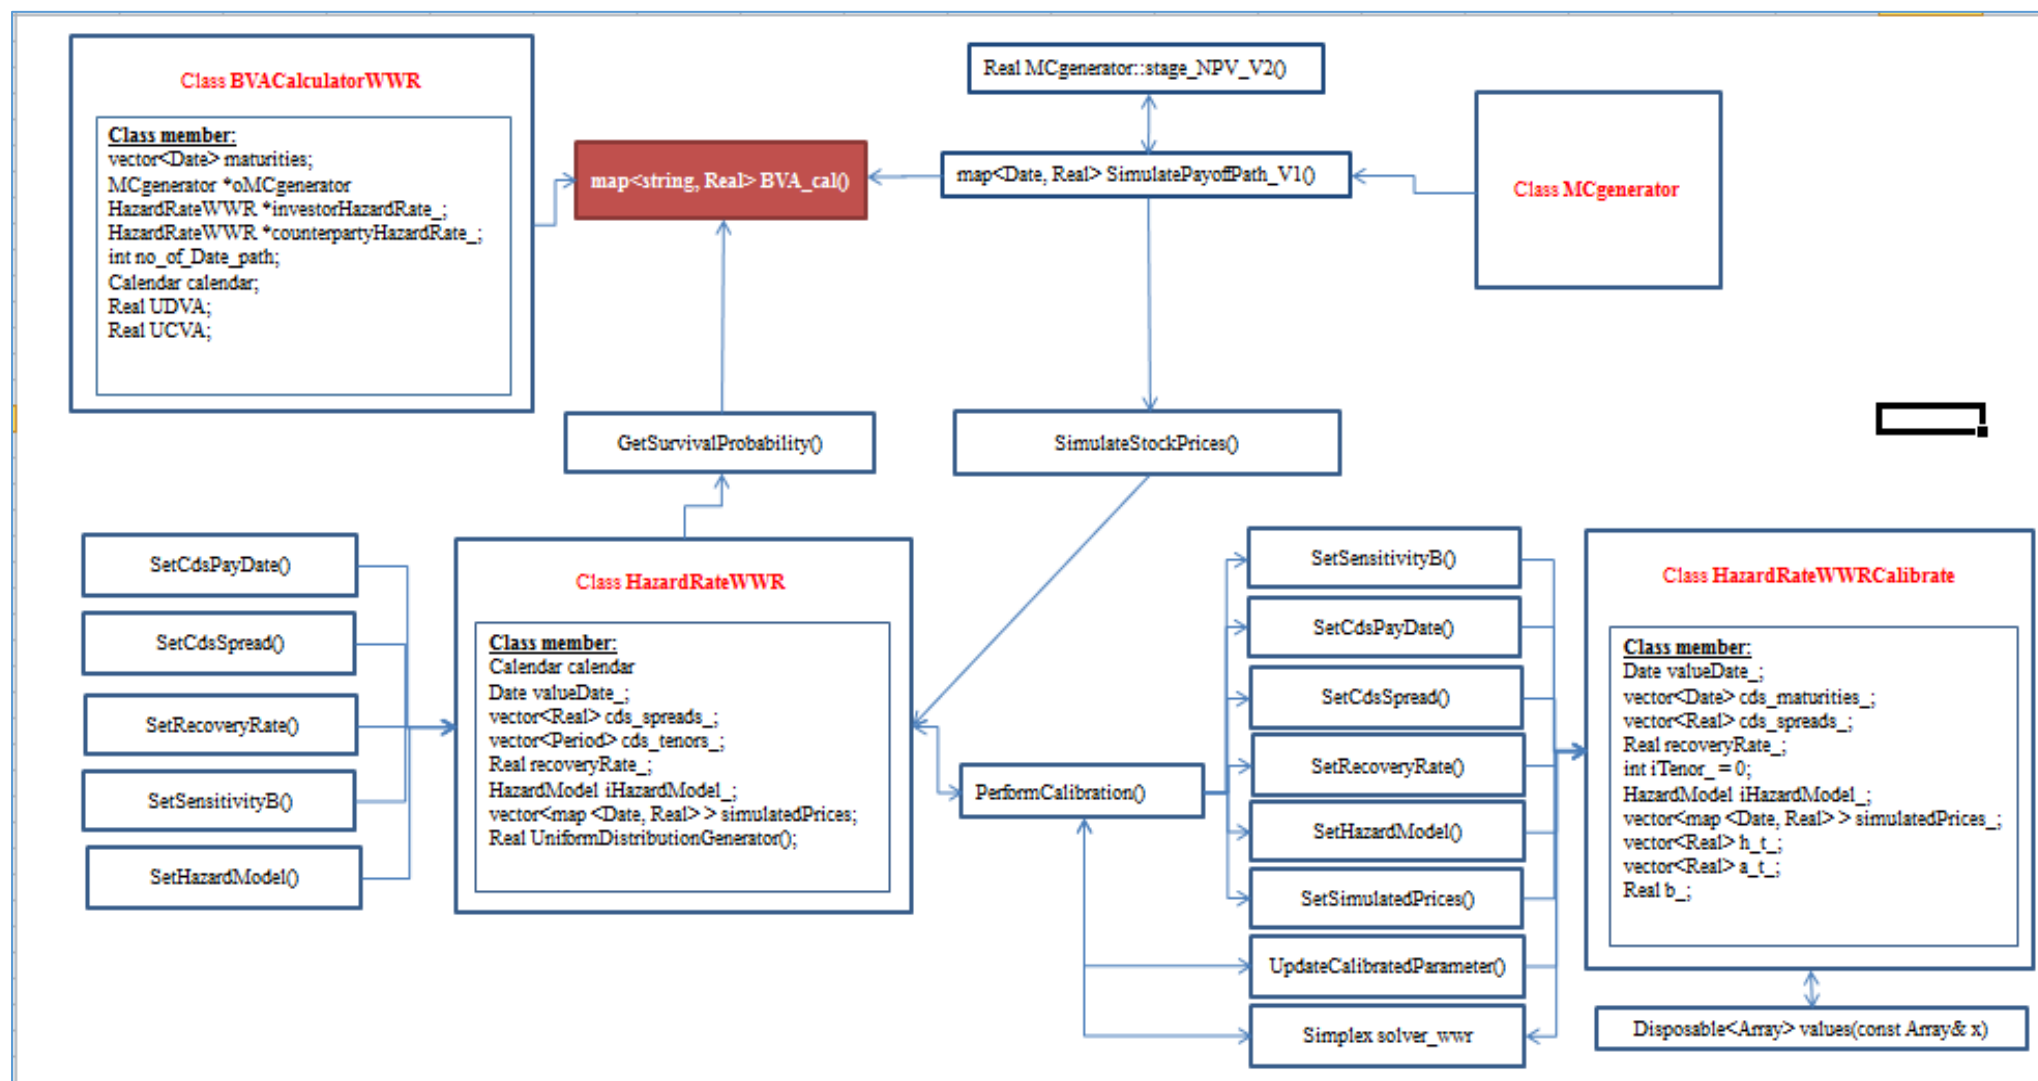 Class BVACalculatorWWR
Class member:
vector<Date> maturities;
MCgenerator *oMCgenerator
HazardRateWWR *investorHazardRate_;
HazardRateWWR *counterpartyHazardRate_;
int no_of_Date_path;
Calendar calendar;
Real UDVA;
Real UCVA;
map<string, Real> BVA_cal()
Real MCgenerator::stage_NPV_V2()
map<Date, Real> SimulatePayoffPath_V1()
Class MCgenerator
GetSurvivalProbability()
SimulateStockPrices()
SetCdsPayDate()
SetCdsSpread()
SetRecoveryRate()
SetSensitivityB()
SetHazardModel()
Class HazardRateWWR
Class member:
Calendar calendar
Date valueDate_;
vector<Real> cds_spreads_;
vector<Period> cds_tenors_;
Real recoveryRate_;
HazardModel iHazardModel_;
vector<map <Date, Real> > simulatedPrices;
Real UniformDistributionGenerator();
PerformCalibration()
SetSensitivityB()
SetCdsPayDate()
SetCdsSpread()
SetRecoveryRate()
SetHazardModel()
SetSimulatedPrices()
UpdateCalibratedParameter()
Simplex solver_wwr
Class HazardRateWWRCalibrate
Class member:
Date valueDate_;
vector<Date> cds_maturities_;
vector<Real> cds_spreads_;
Real recoveryRate_;
int iTenor_ = 0;
HazardModel iHazardModel_;
vector<map <Date, Real> > simulatedPrices_;
vector<Real> h_t_;
vector<Real> a_t_;
Real b_;
Disposable<Array> values(const Array& x)